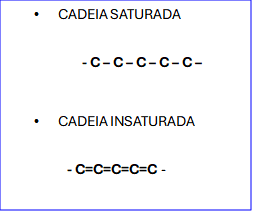 • CADEIA SATURADA
- C – C – C – C – C –
• CADEIA INSATURADA
- C=C=C=C=C -